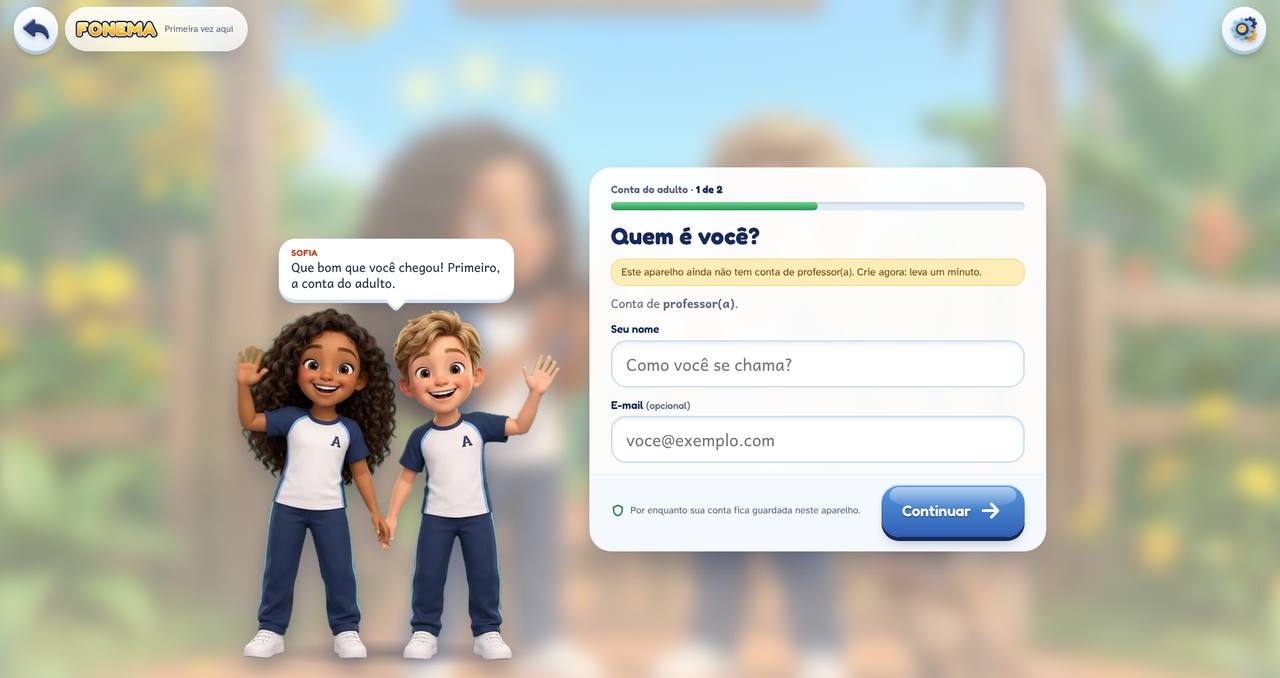 FONEMA Primeira vez aqui
SOFIA
Que bom que você chegou! Primeiro,
a conta do adulto.
A
A
Conta do adulto · 1 de 2
Quem é você?
Este aparelho ainda não tem conta de professor(a). Crie agora: leva um minuto.
Conta de professor(a).
Seu nome
Como você se chama?
E-mail (opcional)
voce@exemplo.com
Por enquanto sua conta fica guardada neste aparelho.
Continuar